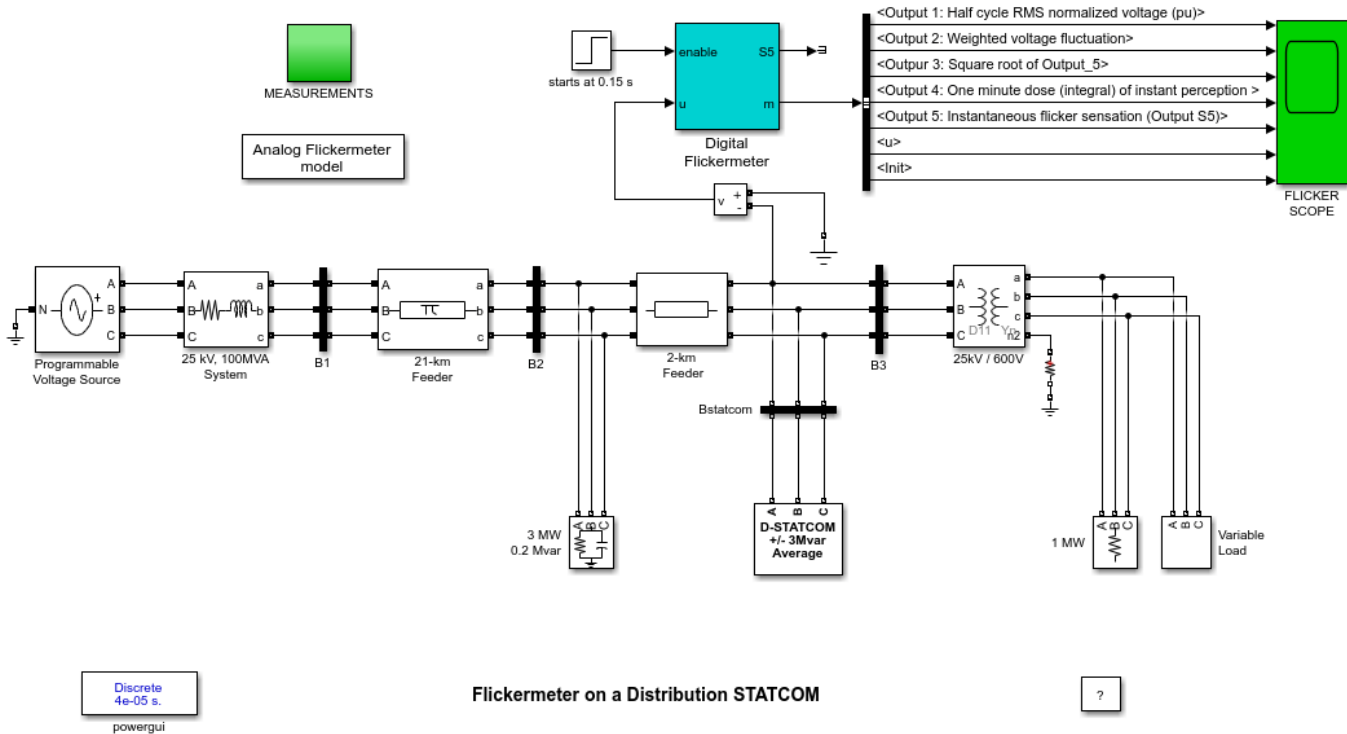 <Output 1: Half cycle RMS normalized voltage (pu)>
<Output 2: Weighted voltage fluctuation>
<Outpur 3: Square root of Output_5>
<Output 4: One minute dose (integral) of instant perception >
<Output 5: Instantaneous flicker sensation (Output S5)>
<u>
<Init>
FLICKER
SCOPE
enable
S5
u
m
Digital
Flickermeter
starts at 0.15 s
MEASUREMENTS
Analog Flickermeter
model
v
+
-
N
+
A
B
C
Programmable
Voltage Source
A
B
C
a
b
c
25 kV, 100MVA
System
B1
A
B
C
a
b
c
21-km
Feeder
B2
2-km
Feeder
B3
A
B
C
a
b
c
n2
D11
Yn
25kV / 600V
Bstatcom
A
B
C
3 MW
0.2 Mvar
A
B
C
D-STATCOM
+/- 3Mvar
Average
1 MW
A
B
C
A
B
C
Variable
Load
Discrete
4e-05 s.
powergui
Flickermeter on a Distribution STATCOM
?